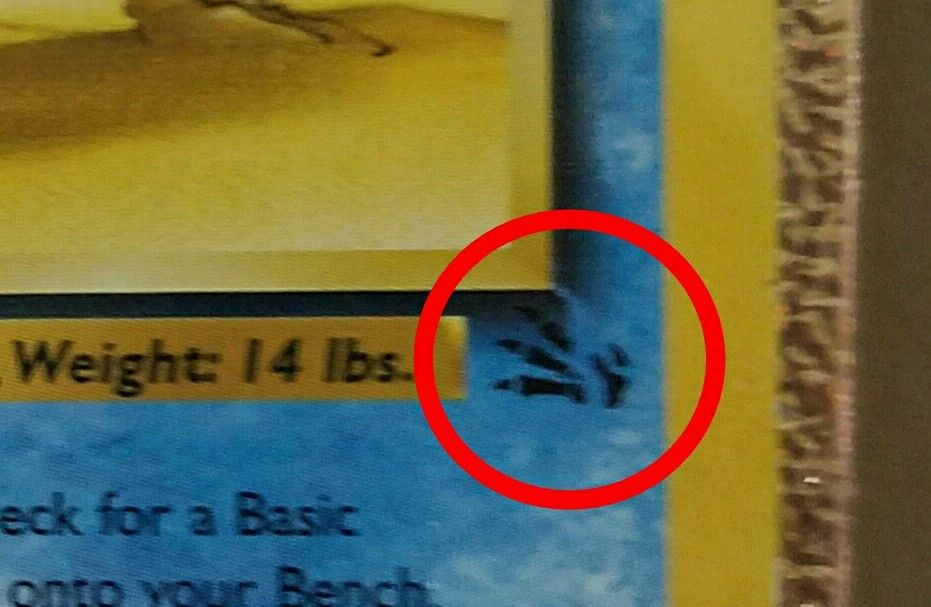 Weight: 14 lbs.
eck for a Basic
onto your Bench.